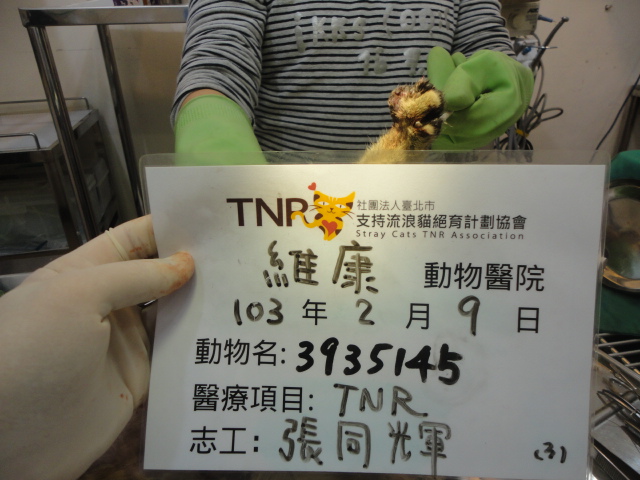 TNR 社團法人臺北市
支持流浪貓絕育計劃協會
Stray Cats TNR Association
維康 動物醫院
103 年 2 月 9 日
動物名: 3935145
醫療項目: TNR
志工: 張同輝
(3)